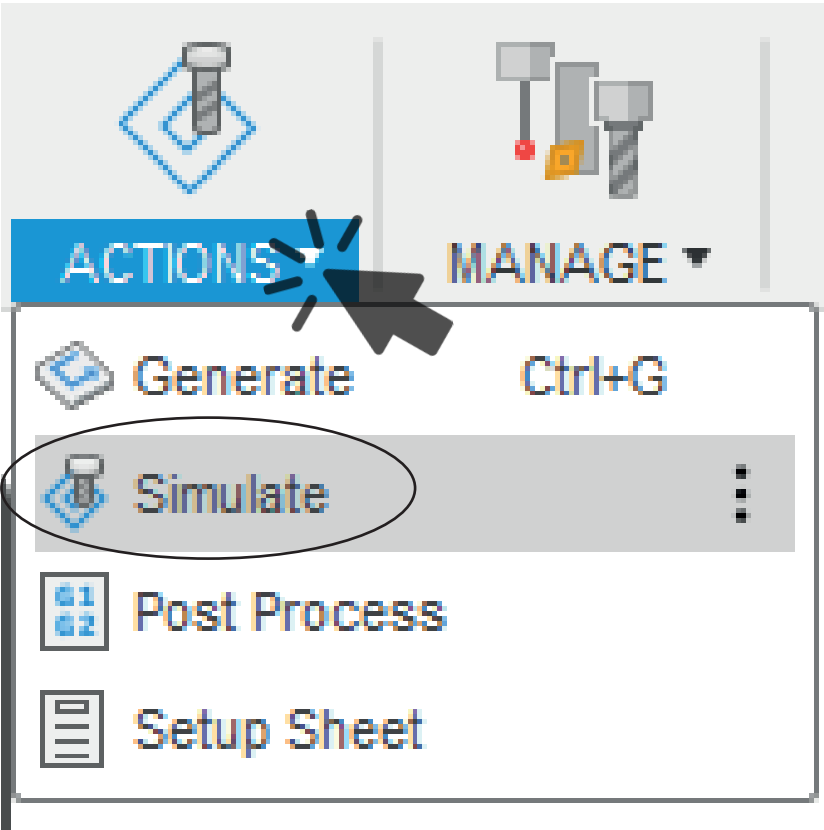 ACTIONS MANAGE
Generate Ctrl+G
Simulate
G1
G2
Post Process
Setup Sheet